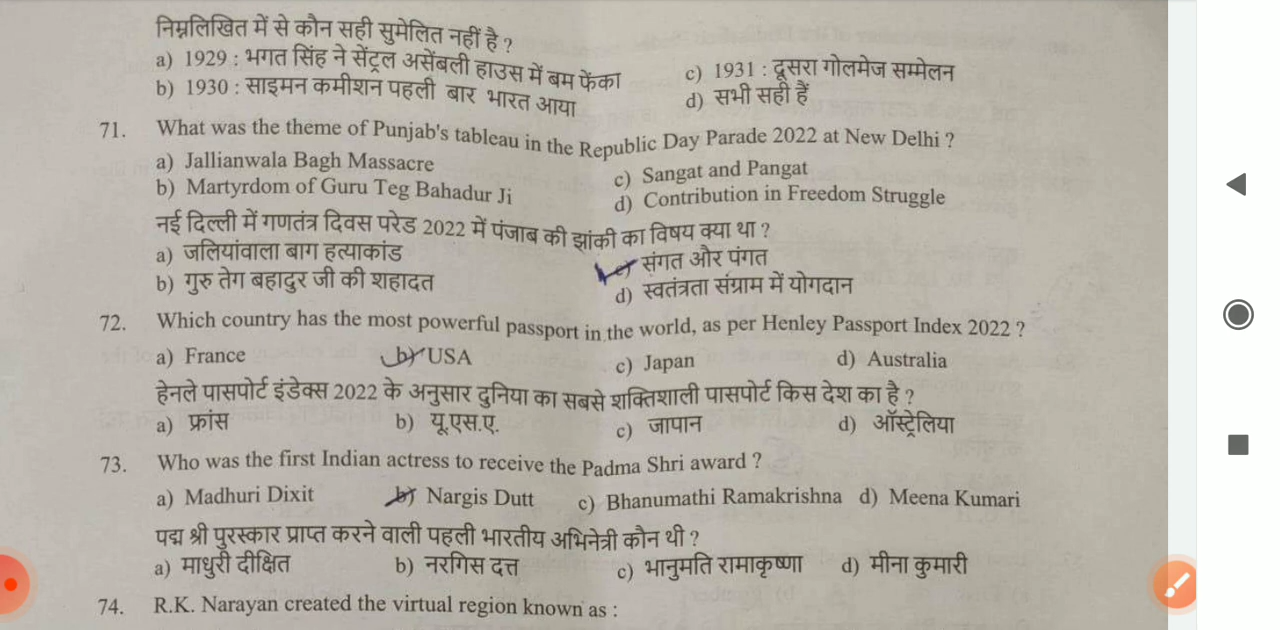 निम्नलिखित में से कौन सही सुमेलित नहीं है ?
a) 1929 : भगत सिंह ने सेंट्रल असेंबली हाउस में बम फेंका c) 1931 : दूसरा गोलमेज सम्मेलन
b) 1930 : साइमन कमीशन पहली बार भारत आया d) सभी सही हैं
71. What was the theme of Punjab's tableau in the Republic Day Parade 2022 at New Delhi ?
a) Jallianwala Bagh Massacre c) Sangat and Pangat
b) Martyrdom of Guru Teg Bahadur Ji d) Contribution in Freedom Struggle
नई दिल्ली में गणतंत्र दिवस परेड 2022 में पंजाब की झांकी का विषय क्या था ?
a) जलियांवाला बाग हत्याकांड c) संगत और पंगत
b) गुरु तेग बहादुर जी की शहादत d) स्वतंत्रता संग्राम में योगदान
72. Which country has the most powerful passport in the world, as per Henley Passport Index 2022 ?
a) France b) USA c) Japan d) Australia
हेनले पासपोर्ट इंडेक्स 2022 के अनुसार दुनिया का सबसे शक्तिशाली पासपोर्ट किस देश का है ?
a) फ्रांस b) यू.एस.ए. c) जापान d) ऑस्ट्रेलिया
73. Who was the first Indian actress to receive the Padma Shri award ?
a) Madhuri Dixit b) Nargis Dutt c) Bhanumathi Ramakrishna d) Meena Kumari
पद्म श्री पुरस्कार प्राप्त करने वाली पहली भारतीय अभिनेत्री कौन थी ?
a) माधुरी दीक्षित b) नरगिस दत्त c) भानुमति रामाकृष्णा d) मीना कुमारी
74. R.K. Narayan created the virtual region known as :